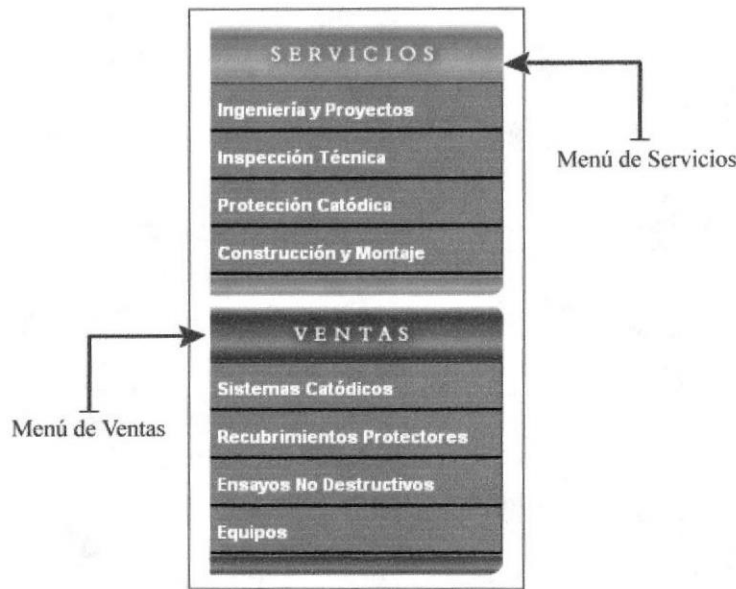 SERVICIOS
Ingeniería y Proyectos
Inspección Técnica
Protección Catódica
Construcción y Montaje
Menú de Servicios
VENTAS
Sistemas Catódicos
Recubrimientos Protectores
Ensayos No Destructivos
Equipos
Menú de Ventas